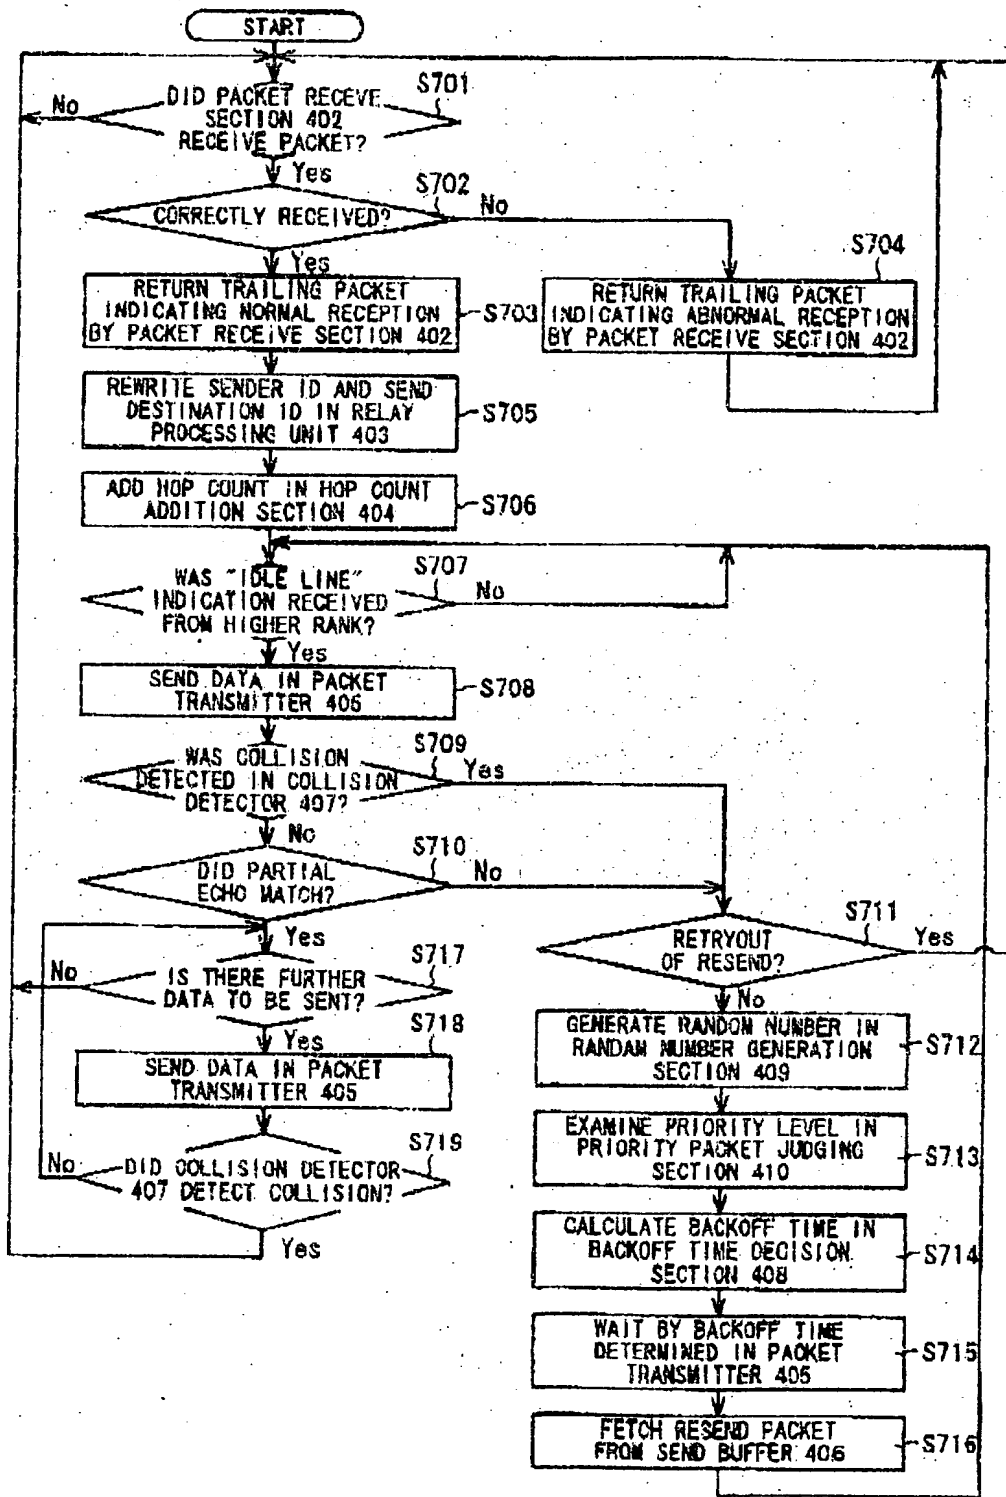 START
S701
DID PACKET RECEVE
SECTION 402
RECEIVE PACKET?
No
Yes
S702
CORRECTLY RECEIVED?
No
Yes
S703
RETURN TRAILING PACKET
INDICATING NORMAL RECEPTION
BY PACKET RECEIVE SECTION 402
S704
RETURN TRAILING PACKET
INDICATING ABNORMAL RECEPTION
BY PACKET RECEIVE SECTION 402
REWRITE SENDER ID AND SEND
DESTINATION ID IN RELAY
PROCESSING UNIT 403
S705
ADD HOP COUNT IN HOP COUNT
ADDITION SECTION 404
S706
S707
WAS "IDLE LINE"
INDICATION RECEIVED
FROM HIGHER RANK?
No
Yes
SEND DATA IN PACKET
TRANSMITTER 406
S708
S709
WAS COLLISION
DETECTED IN COLLISION
DETECTOR 407?
Yes
No
S710
DID PARTIAL
ECHO MATCH?
No
Yes
S717
IS THERE FURTHER
DATA TO BE SENT?
No
Yes
S718
SEND DATA IN PACKET
TRANSMITTER 405
S719
DID COLLISION DETECTOR
407 DETECT COLLISION?
No
Yes
S711
RETRYOUT
OF RESEND?
Yes
No
GENERATE RANDOM NUMBER IN
RANDAM NUMBER GENERATION
SECTION 409
S712
EXAMINE PRIORITY LEVEL IN
PRIORITY PACKET JUDGING
SECTION 410
S713
CALCULATE BACKOFF TIME IN
BACKOFF TIME DECISION
SECTION 408
S714
WAIT BY BACKOFF TIME
DETERMINED IN PACKET
TRANSMITTER 405
S715
FETCH RESEND PACKET
FROM SEND BUFFER 406
S716